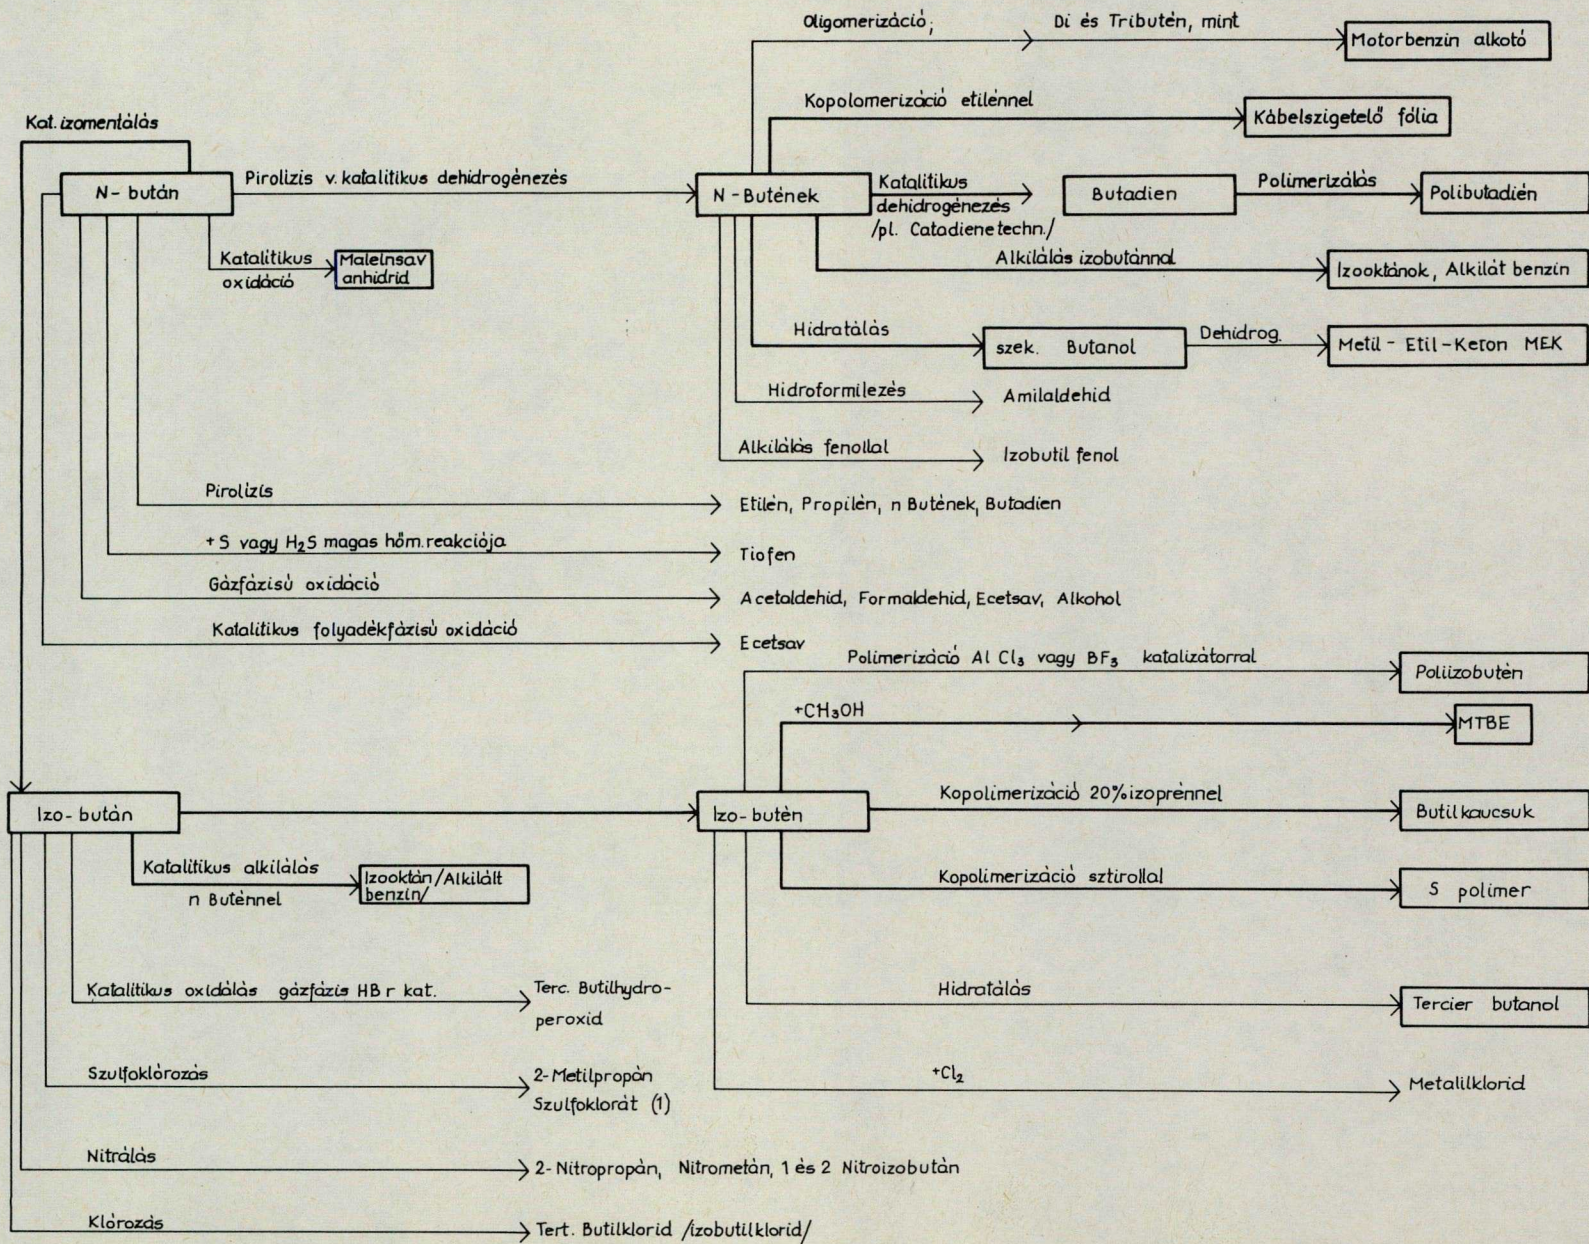 Oligomerizáció;
Di és Tributén, mint
Motorbenzin alkotó
Kopolomerizáció etilénnel
Kábelszigetelő fólia
Kat. izomentálás
N-bután
Pirolízis v. katalitikus dehidrogénezés
N-Butének
Katalitikus
dehidrogénezés
/pl. Catadienetechn./
Butadien
Polimerizálás
Polibutadién
Katalitikus
oxidáció
Maleinsav
anhidrid
Alkilálás izobutánnal
Izooktánok, Alkilát benzin
Hidratálás
szek. Butanol
Dehidrog.
Metil-Etil-Keton MEK
Hidroformilezés
Amilaldehid
Alkilálás fenollal
Izobutil fenol
Pirolízis
Etilén, Propilén, n Butének, Butadien
+S vagy H₂S magas hőm. reakciója
Tiofen
Gázfázisú oxidáció
Acetaldehid, Formaldehid, Ecetsav, Alkohol
Katalitikus folyadékfázisú oxidáció
Ecetsav
Polimerizáció Al Cl₃ vagy BF₃ katalizátorral
Poliizobutén
+CH₃OH
MTBE
Izo-bután
Izo-butén
Kopolimerizáció 20% izoprénnel
Butilkaucsuk
Katalitikus alkilálás
n Buténnel
Izooktán/Alkilált
benzin/
Kopolimerizáció sztirollal
S polimer
Katalitikus oxidálás gázfázis HBr kat.
Terc. Butilhydro-
peroxid
Hidratálás
Tercier butanol
Szulfoklórozás
2-Metilpropán
Szulfoklorát (1)
+Cl₂
Metalilklorid
Nitrálás
2-Nitropropán, Nitrometán, 1 és 2 Nitroizobután
Klórozás
Tert. Butilklorid /izobutilklorid/